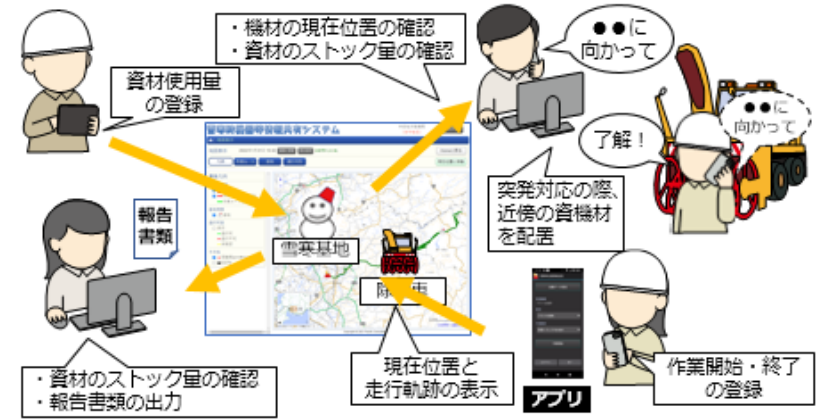 ・機材の現在位置の確認
・資材のストック量の確認
●●に
向かって
資材使用量
の登録
●●に
向かって
了解！
突発対応の際、
近傍の資機材
を配置
報告
書類
雪寒基地
現在位置と
走行軌跡の表示
アプリ
作業開始・終了
の登録
・資材のストック量の確認
・報告書類の出力